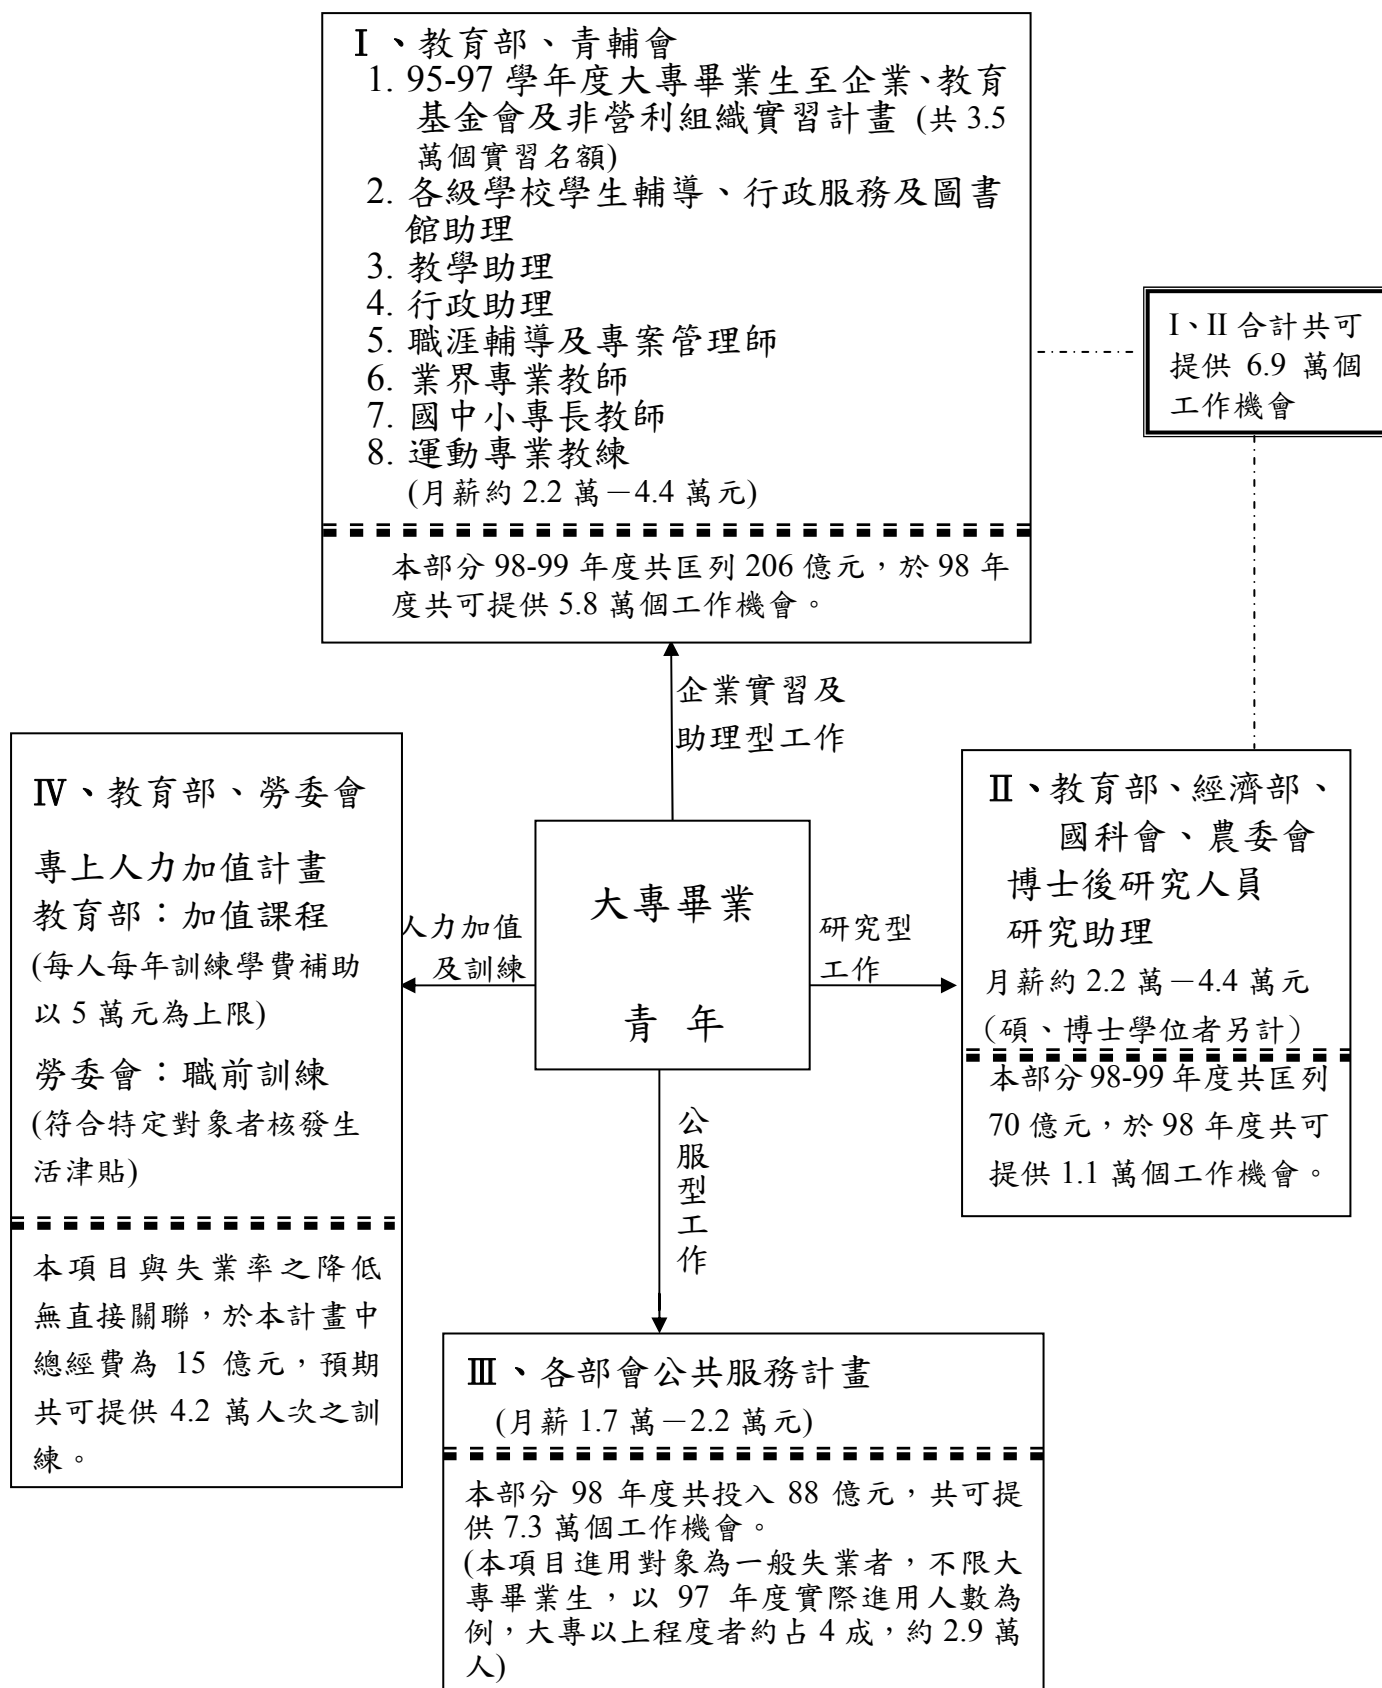 Ⅰ、教育部、青輔會
1. 95-97 學年度大專畢業生至企業、教育
基金會及非營利組織實習計畫 (共 3.5
萬個實習名額)
2. 各級學校學生輔導、行政服務及圖書
館助理
3. 教學助理
4. 行政助理
5. 職涯輔導及專案管理師
6. 業界專業教師
7. 國中小專長教師
8. 運動專業教練
(月薪約 2.2 萬－4.4 萬元)
本部分 98-99 年度共匡列 206 億元，於 98 年
度共可提供 5.8 萬個工作機會。
I、II 合計共可
提供 6.9 萬個
工作機會
企業實習及
助理型工作
Ⅳ、教育部、勞委會
專上人力加值計畫
教育部：加值課程
(每人每年訓練學費補助
以 5 萬元為上限)
勞委會：職前訓練
(符合特定對象者核發生
活津貼)
本項目與失業率之降低
無直接關聯，於本計畫中
總經費為 15 億元，預期
共可提供 4.2 萬人次之訓
練。
人力加值
及訓練
大專畢業
青 年
研究型
工作
Ⅱ、教育部、經濟部、
國科會、農委會
博士後研究人員
研究助理
月薪約 2.2 萬－4.4 萬元
（碩、博士學位者另計）
本部分 98-99 年度共匡列
70 億元，於 98 年度共可
提供 1.1 萬個工作機會。
公
服
型
工
作
Ⅲ、各部會公共服務計畫
(月薪 1.7 萬－2.2 萬元)
本部分 98 年度共投入 88 億元，共可提
供 7.3 萬個工作機會。
(本項目進用對象為一般失業者，不限大
專畢業生，以 97 年度實際進用人數為
例，大專以上程度者約占 4 成，約 2.9 萬
人)